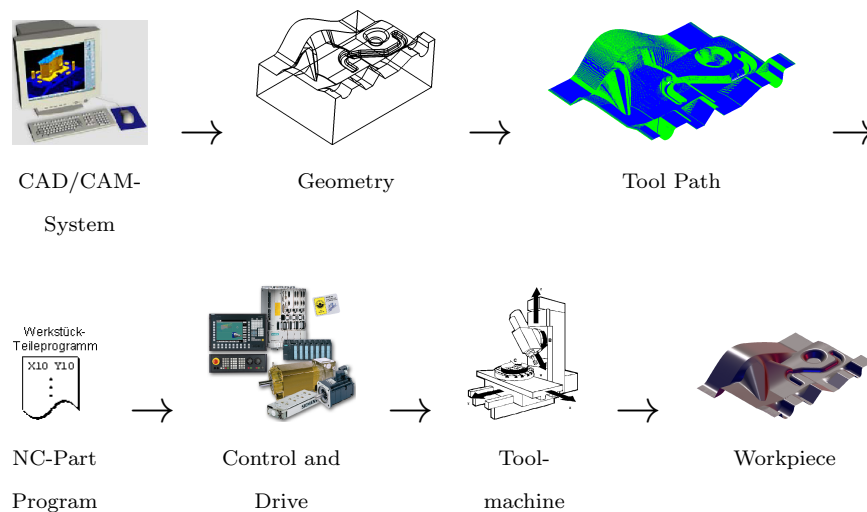 CAD/CAM-
System
Geometry
Tool Path
Werkstück-
Teileprogramm
X10 Y10
NC-Part
Program
Control and
Drive
Tool-
machine
Workpiece